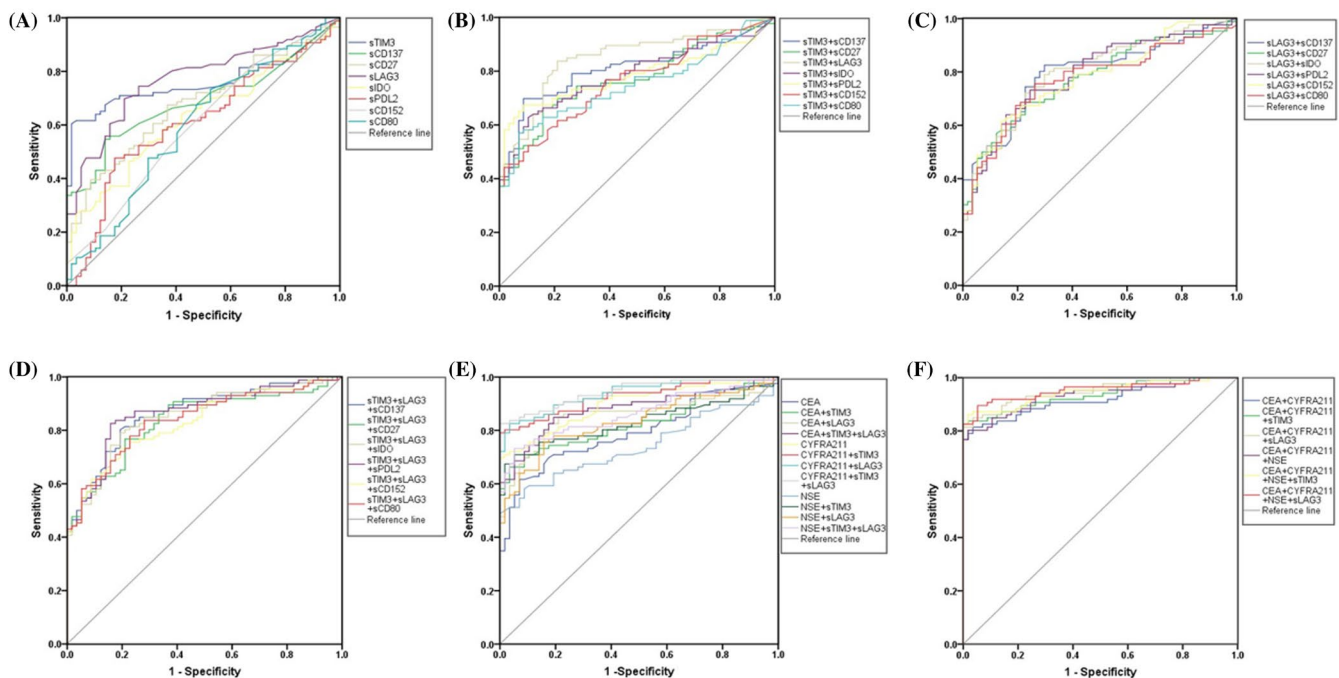 (A)
1.0
0.8
0.6
0.4
0.2
0.0
Sensitivity
0.0 0.2 0.4 0.6 0.8 1.0
1 - Specificity
sTIM3
sCD137
sCD27
sLAG3
sIDO
sPDL2
sCD152
sCD80
Reference line
(B)
1.0
0.8
0.6
0.4
0.2
0.0
Sensitivity
0.0 0.2 0.4 0.6 0.8 1.0
1 - Specificity
sTIM3+sCD137
sTIM3+sCD27
sTIM3+sLAG3
sTIM3+sIDO
sTIM3+sPDL2
sTIM3+sCD152
sTIM3+sCD80
Reference line
(C)
1.0
0.8
0.6
0.4
0.2
0.0
Sensitivity
0.0 0.2 0.4 0.6 0.8 1.0
1 - Specificity
sLAG3+sCD137
sLAG3+sCD27
sLAG3+sIDO
sLAG3+sPDL2
sLAG3+sCD152
sLAG3+sCD80
Reference line
(D)
1.0
0.8
0.6
0.4
0.2
0.0
Sensitivity
0.0 0.2 0.4 0.6 0.8 1.0
1 - Specificity
sTIM3+sLAG3
+sCD137
sTIM3+sLAG3
+sCD27
sTIM3+sLAG3
+sIDO
sTIM3+sLAG3
+sPDL2
sTIM3+sLAG3
+sCD152
sTIM3+sLAG3
+sCD80
Reference line
(E)
1.0
0.8
0.6
0.4
0.2
0.0
Sensitivity
0.0 0.2 0.4 0.6 0.8 1.0
1 -Specificity
CEA
CEA+sTIM3
CEA+sLAG3
CEA+sTIM3+sLAG3
CYFRA211
CYFRA211+sTIM3
CYFRA211+sLAG3
CYFRA211+sTIM3
+sLAG3
NSE
NSE+sTIM3
NSE+sLAG3
NSE+sTIM3+sLAG3
Reference line
(F)
1.0
0.8
0.6
0.4
0.2
0.0
Sensitivity
0.0 0.2 0.4 0.6 0.8 1.0
1 - Specificity
CEA+CYFRA211
CEA+CYFRA211
+sTIM3
CEA+CYFRA211
+sLAG3
CEA+CYFRA211
+NSE
CEA+CYFRA211
+NSE+sTIM3
CEA+CYFRA211
+NSE+sLAG3
Reference line